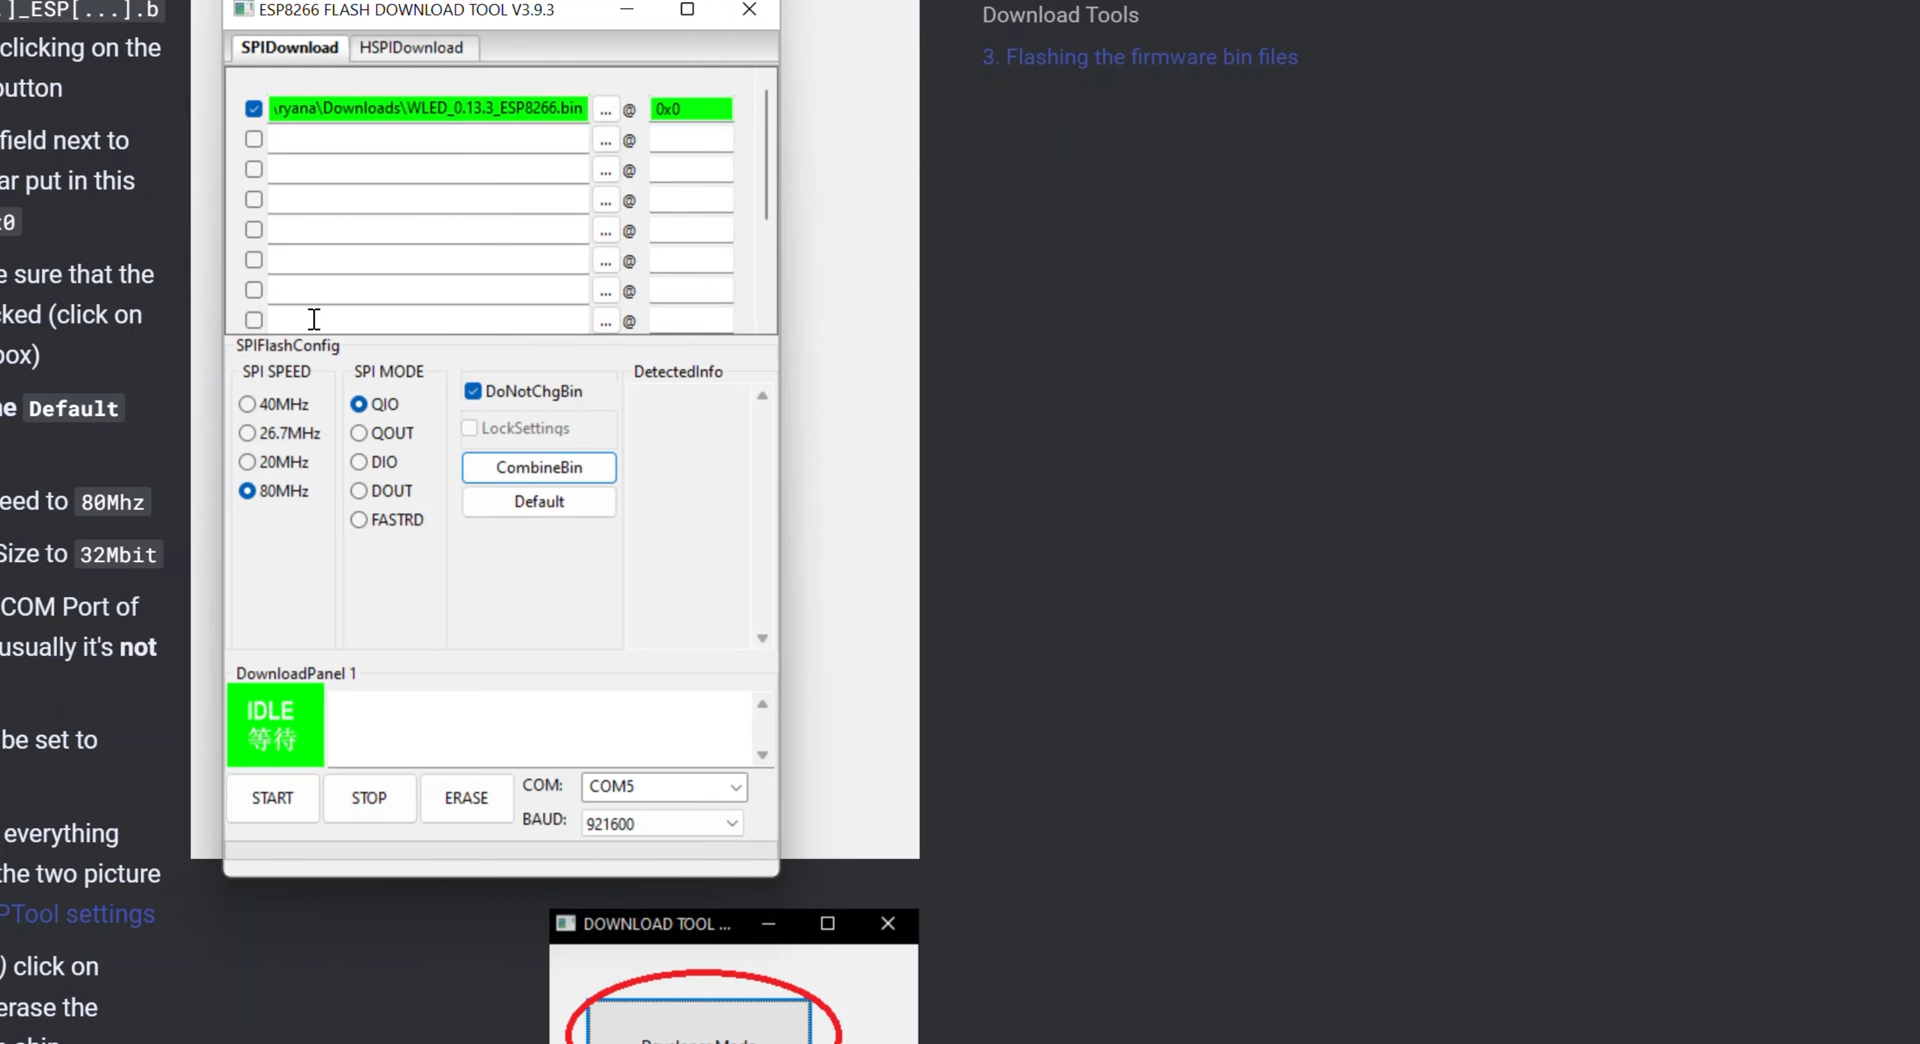 ]_ESP[...].b
clicking on the
button
field next to
ar put in this
e sure that the
ked (click on
box)
ne Default
eed to 80Mhz
Size to 32Mbit
COM Port of
usually it's not
be set to
everything
the two picture
PTool settings
) click on
erase the
ESP8266 FLASH DOWNLOAD TOOL V3.9.3
SPIDownload HSPIDownload
\ryana\Downloads\WLED_0.13.3_ESP8266.bin ... @ 0x0
... @
... @
... @
... @
... @
... @
... @
SPIFlashConfig
SPI SPEED SPI MODE DetectedInfo
40MHz QIO DoNotChgBin
26.7MHz QOUT LockSettings
20MHz DIO CombineBin
80MHz DOUT Default
FASTRD
DownloadPanel 1
IDLE
等待
START STOP ERASE COM: COM5
BAUD: 921600
DOWNLOAD TOOL ...
Download Tools
3. Flashing the firmware bin files